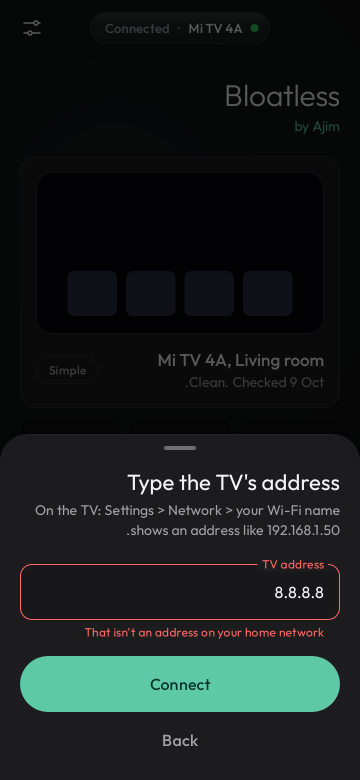 Connected · Mi TV 4A
Bloatless
by Ajim
Mi TV 4A, Living room
Simple
.Clean. Checked 9 Oct
Type the TV's address
On the TV: Settings > Network > your Wi-Fi name
.shows an address like 192.168.1.50
TV address
8.8.8.8
That isn't an address on your home network
Connect
Back